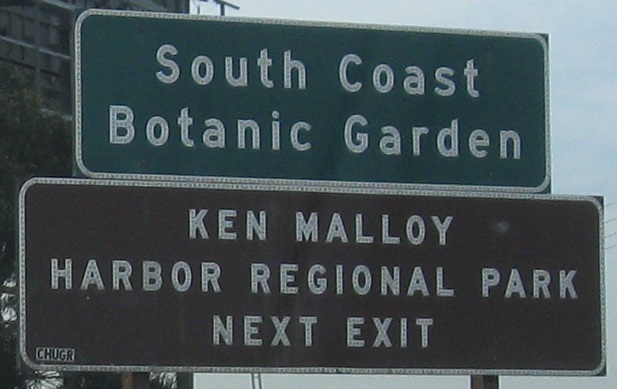 South Coast
Botanic Garden
KEN MALLOY
HARBOR REGIONAL PARK
NEXT EXIT
CHUGR